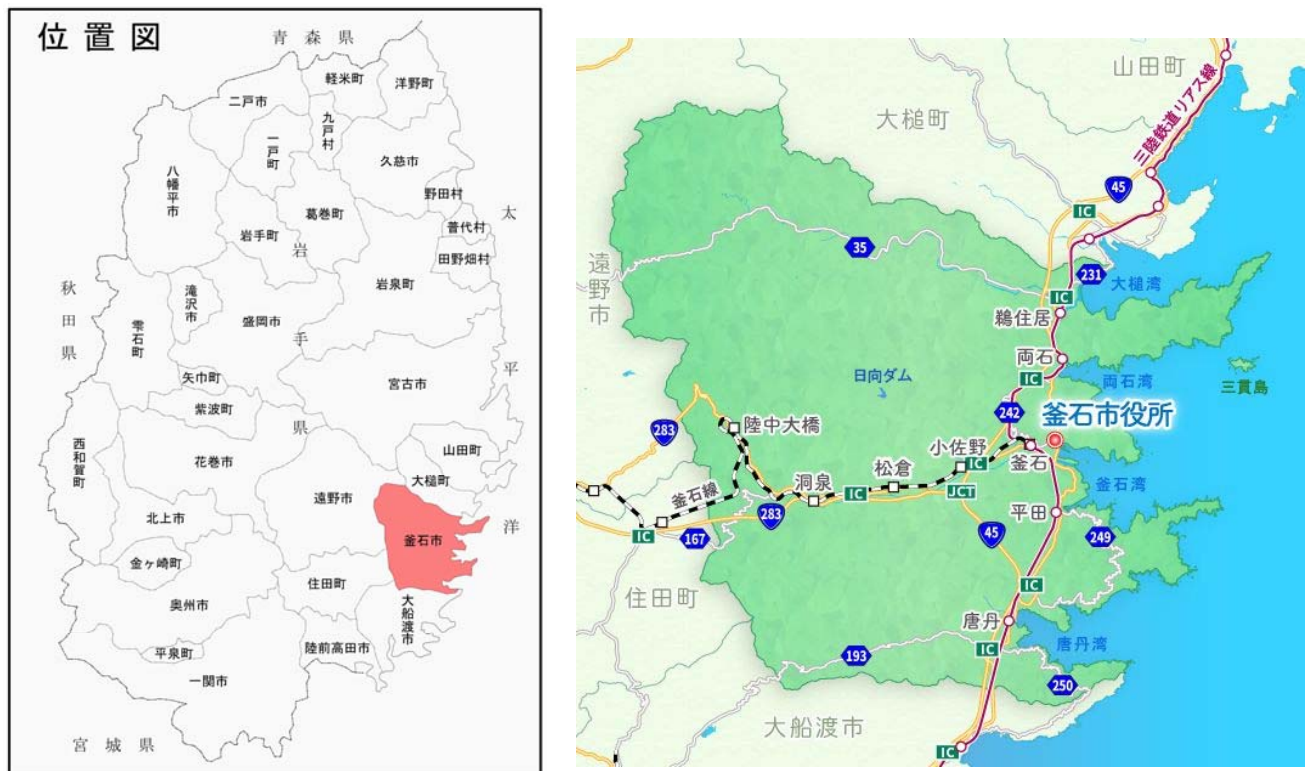 位置図
青森県
軽米町
洋野町
二戸市
九戸村
一戸町
久慈市
八幡平市
野田村
葛巻町
太平洋
普代村
岩手町
岩手県
田野畑村
岩泉町
秋田県
滝沢市
盛岡市
雫石町
矢巾町
宮古市
紫波町
西和賀町
花巻市
山田町
大槌町
遠野市
北上市
釜石市
金ヶ崎町
住田町
奥州市
大船渡市
平泉町
陸前高田市
一関市
宮城県
山田町
大槌町
三陸鉄道リアス線
45
IC
遠野市
35
231
大槌湾
IC
鵜住居
両石
IC
両石湾
三貫島
日向ダム
242
釜石市役所
283
陸中大橋
小佐野
IC
釜石
松倉
洞泉
IC
JCT
釜石湾
釜石線
283
平田
IC
167
45
249
IC
住田町
唐丹
唐丹湾
193
IC
250
大船渡市
IC